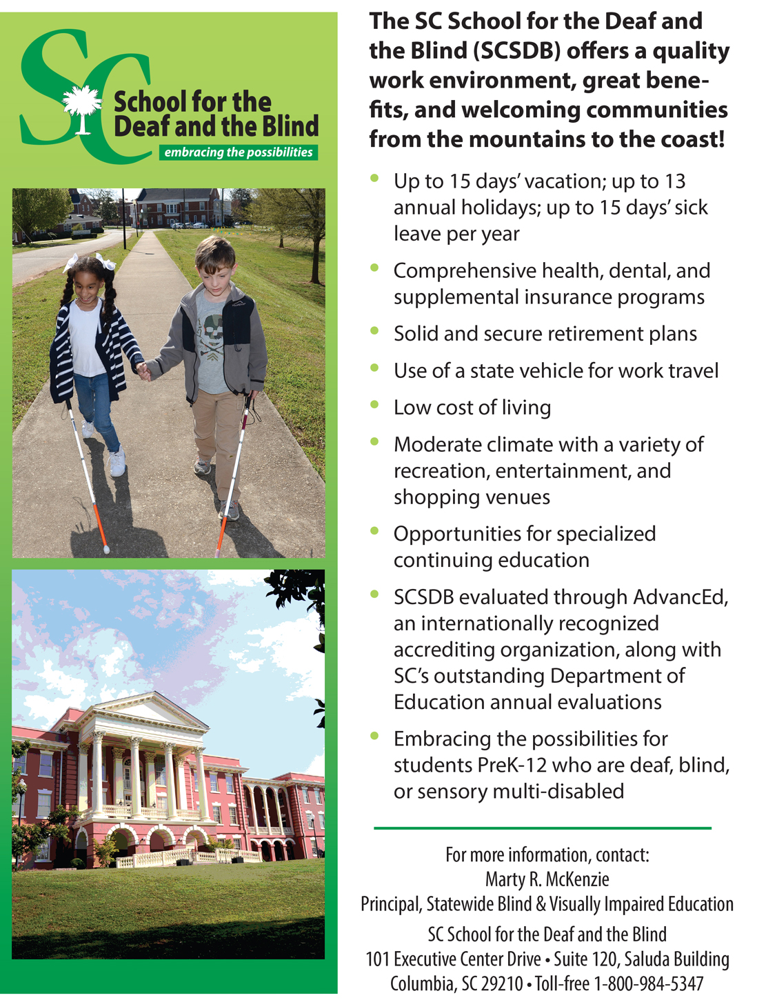 SC
School for the
Deaf and the Blind
embracing the possibilities
The SC School for the Deaf and
the Blind (SCSDB) offers a quality
work environment, great bene-
fits, and welcoming communities
from the mountains to the coast!
• Up to 15 days’ vacation; up to 13
annual holidays; up to 15 days’ sick
leave per year
• Comprehensive health, dental, and
supplemental insurance programs
• Solid and secure retirement plans
• Use of a state vehicle for work travel
• Low cost of living
• Moderate climate with a variety of
recreation, entertainment, and
shopping venues
• Opportunities for specialized
continuing education
• SCSDB evaluated through AdvancEd,
an internationally recognized
accrediting organization, along with
SC’s outstanding Department of
Education annual evaluations
• Embracing the possibilities for
students PreK-12 who are deaf, blind,
or sensory multi-disabled
For more information, contact:
Marty R. McKenzie
Principal, Statewide Blind & Visually Impaired Education
SC School for the Deaf and the Blind
101 Executive Center Drive • Suite 120, Saluda Building
Columbia, SC 29210 • Toll-free 1-800-984-5347